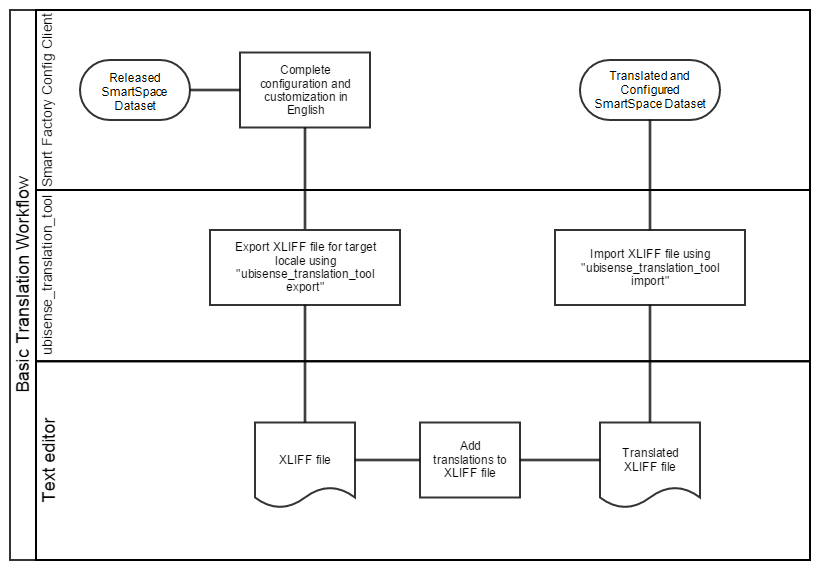 Basic Translation Workflow
Smart Factory Config Client
Released
SmartSpace
Dataset
Complete
configuration and
customization in
English
Translated and
Configured
SmartSpace Dataset
ubisense_translation_tool
Export XLIFF file for target
locale using
"ubisense_translation_tool
export"
Import XLIFF file using
"ubisense_translation_tool
import"
Text editor
XLIFF file
Add
translations to
XLIFF file
Translated
XLIFF file